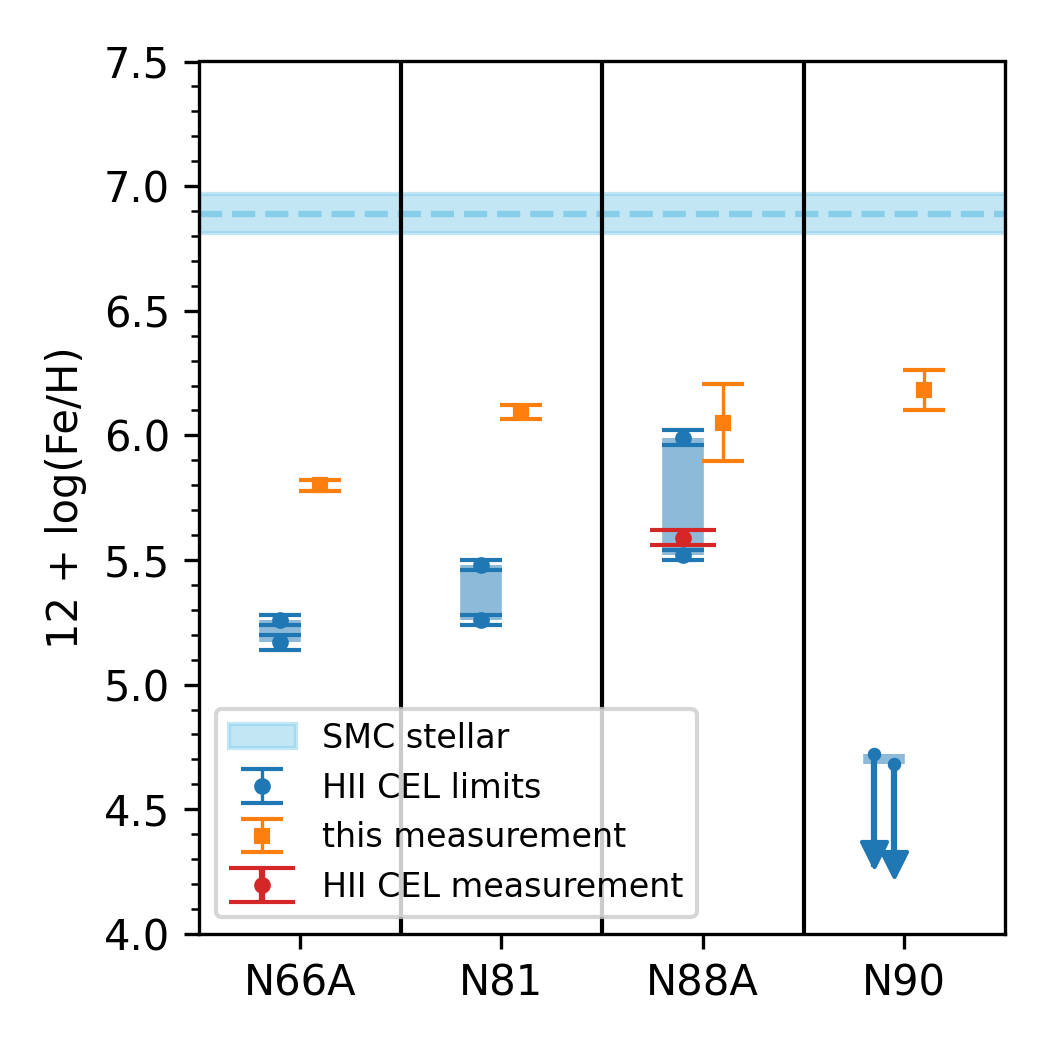 7.5
7.0
6.5
6.0
5.5
5.0
4.5
4.0
12 + log(Fe/H)
SMC stellar
HII CEL limits
this measurement
HII CEL measurement
N66A N81 N88A N90